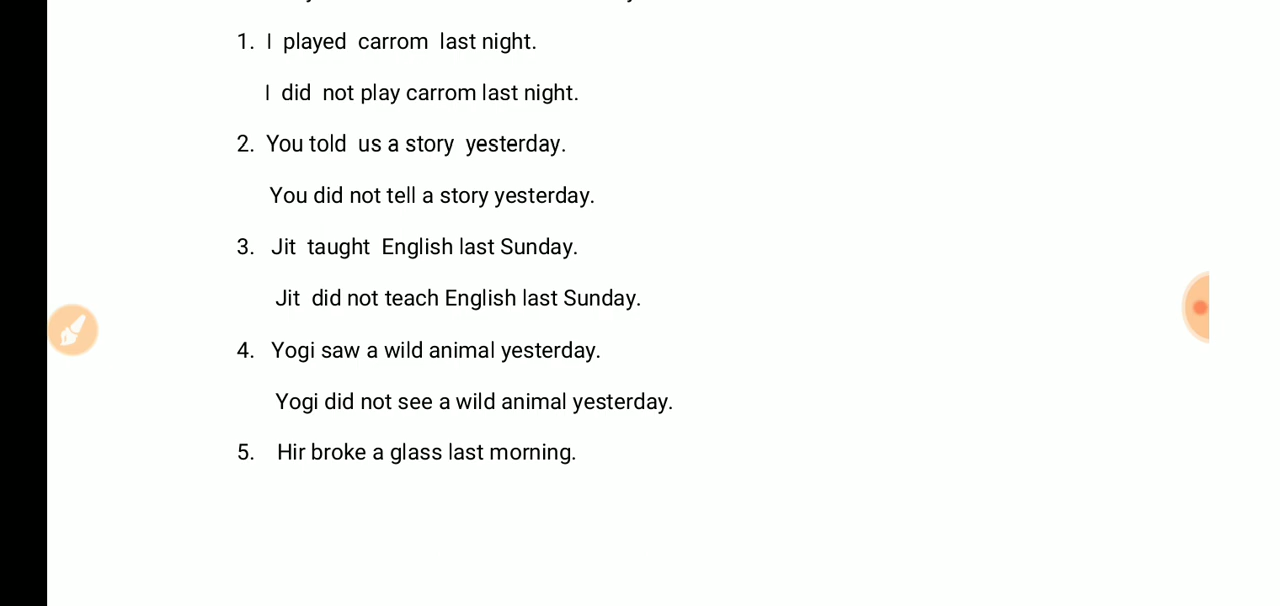 1. I played carrom last night.
I did not play carrom last night.
2. You told us a story yesterday.
You did not tell a story yesterday.
3. Jit taught English last Sunday.
Jit did not teach English last Sunday.
4. Yogi saw a wild animal yesterday.
Yogi did not see a wild animal yesterday.
5. Hir broke a glass last morning.